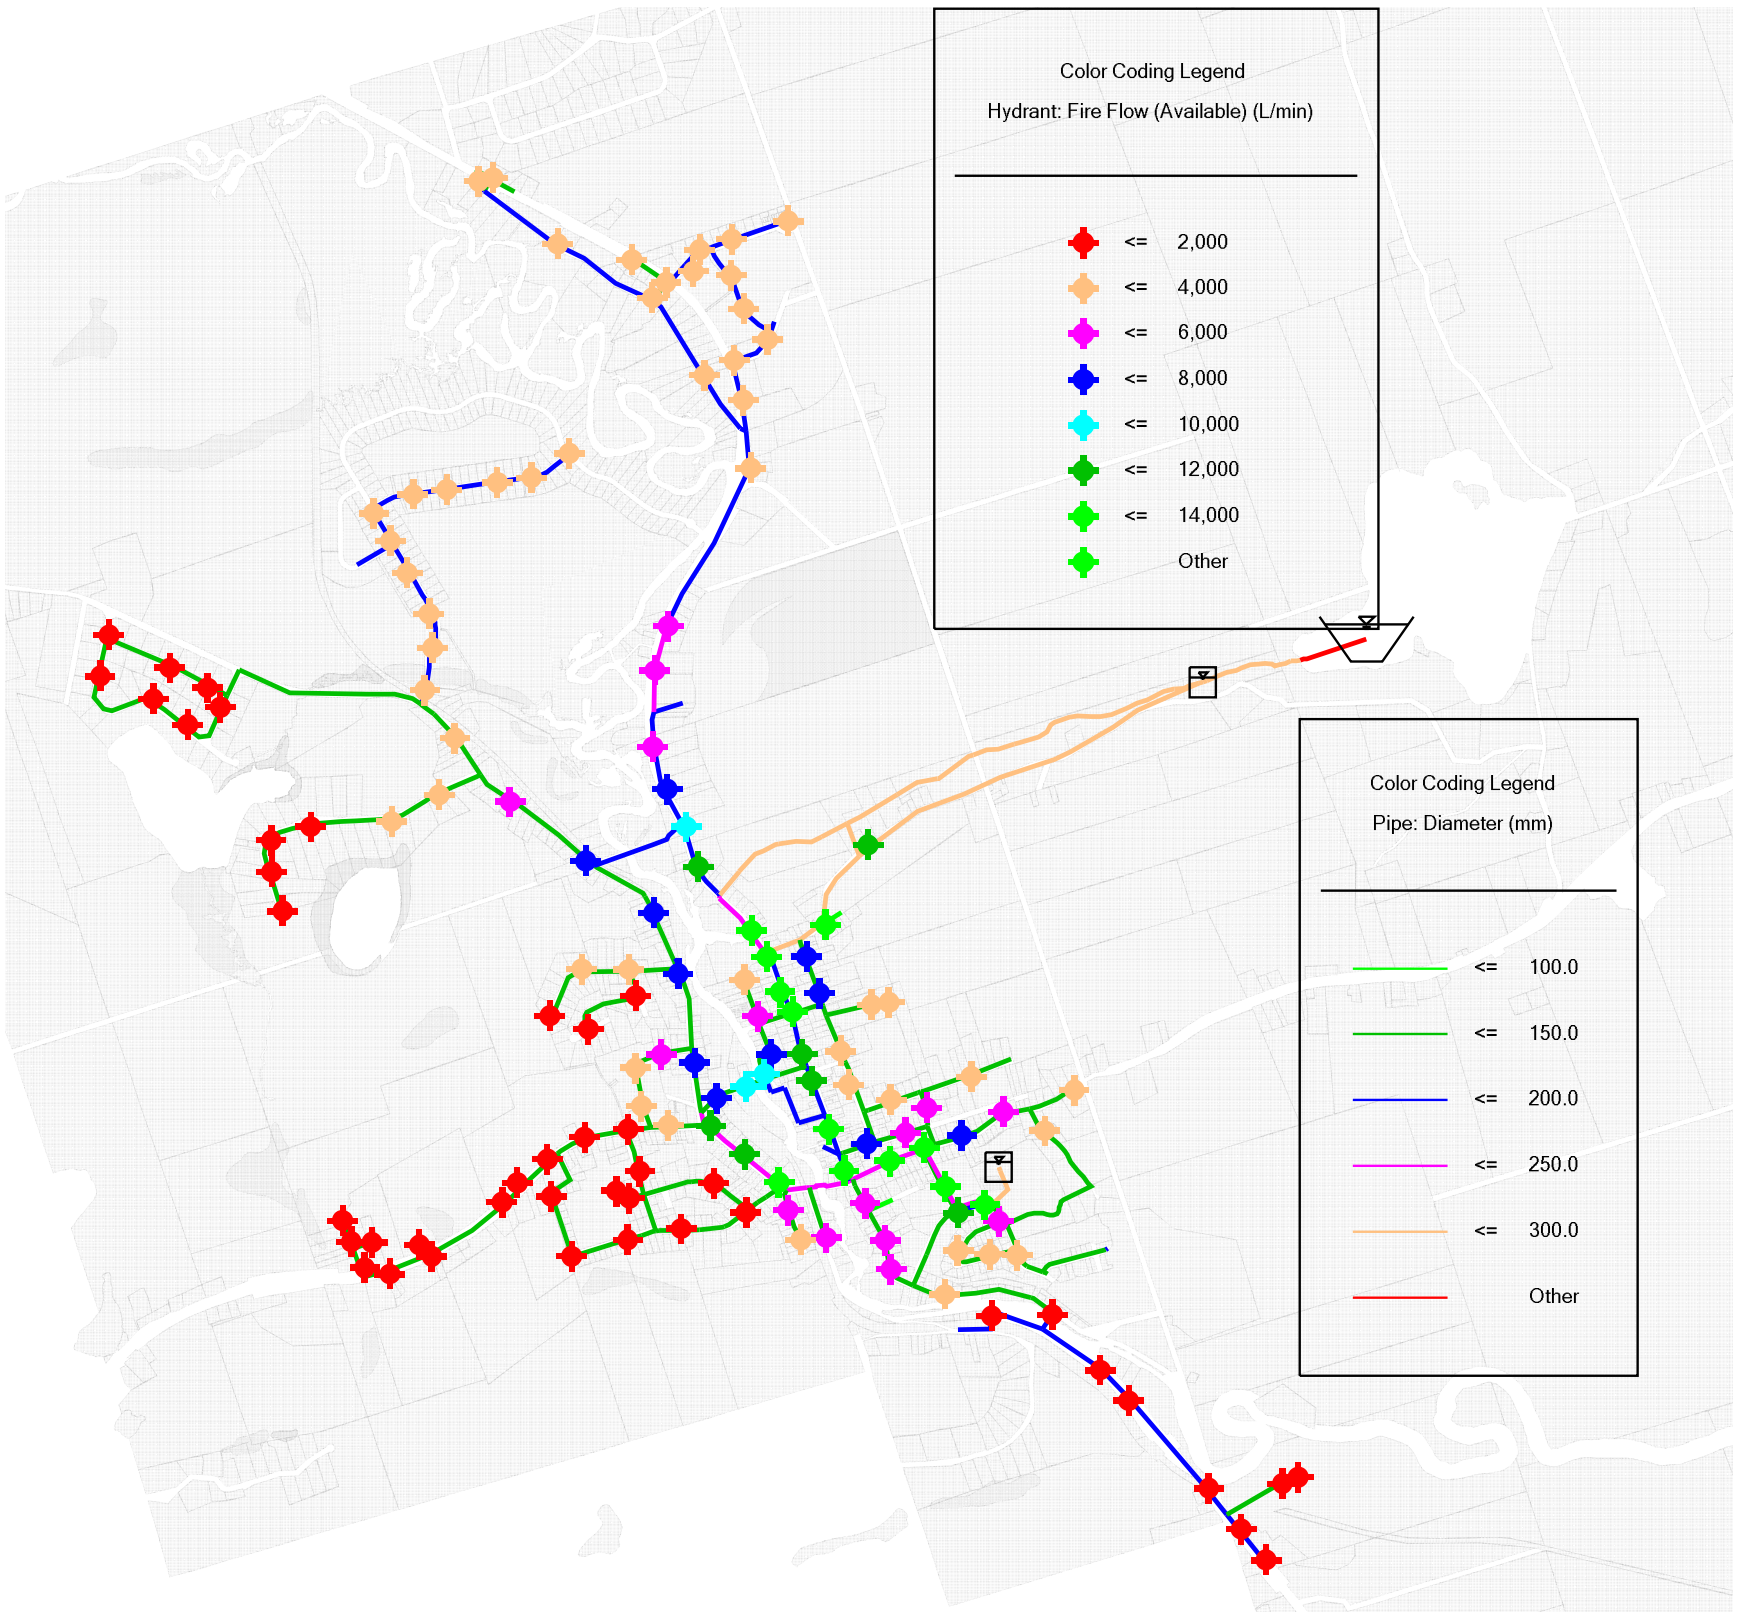 Color Coding Legend
Hydrant: Fire Flow (Available) (L/min)
<= 2,000
<= 4,000
<= 6,000
<= 8,000
<= 10,000
<= 12,000
<= 14,000
Other
Color Coding Legend
Pipe: Diameter (mm)
<= 100.0
<= 150.0
<= 200.0
<= 250.0
<= 300.0
Other